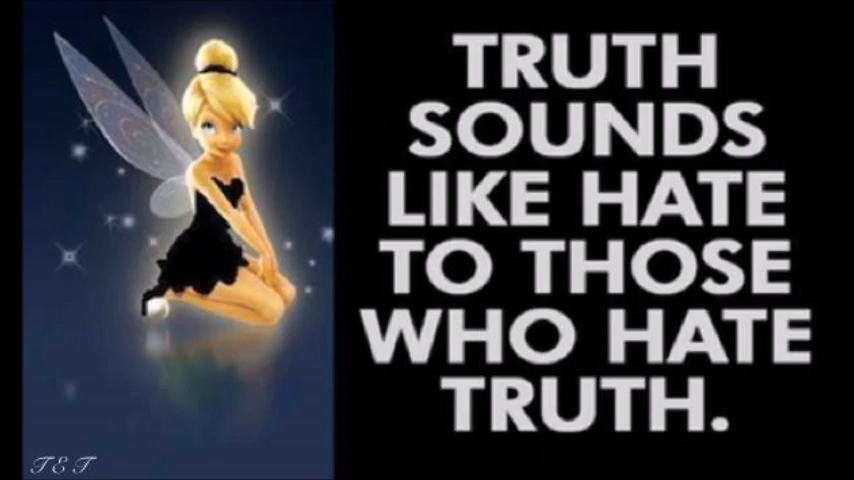 TRUTH
SOUNDS
LIKE HATE
TO THOSE
WHO HATE
TRUTH.
T&T